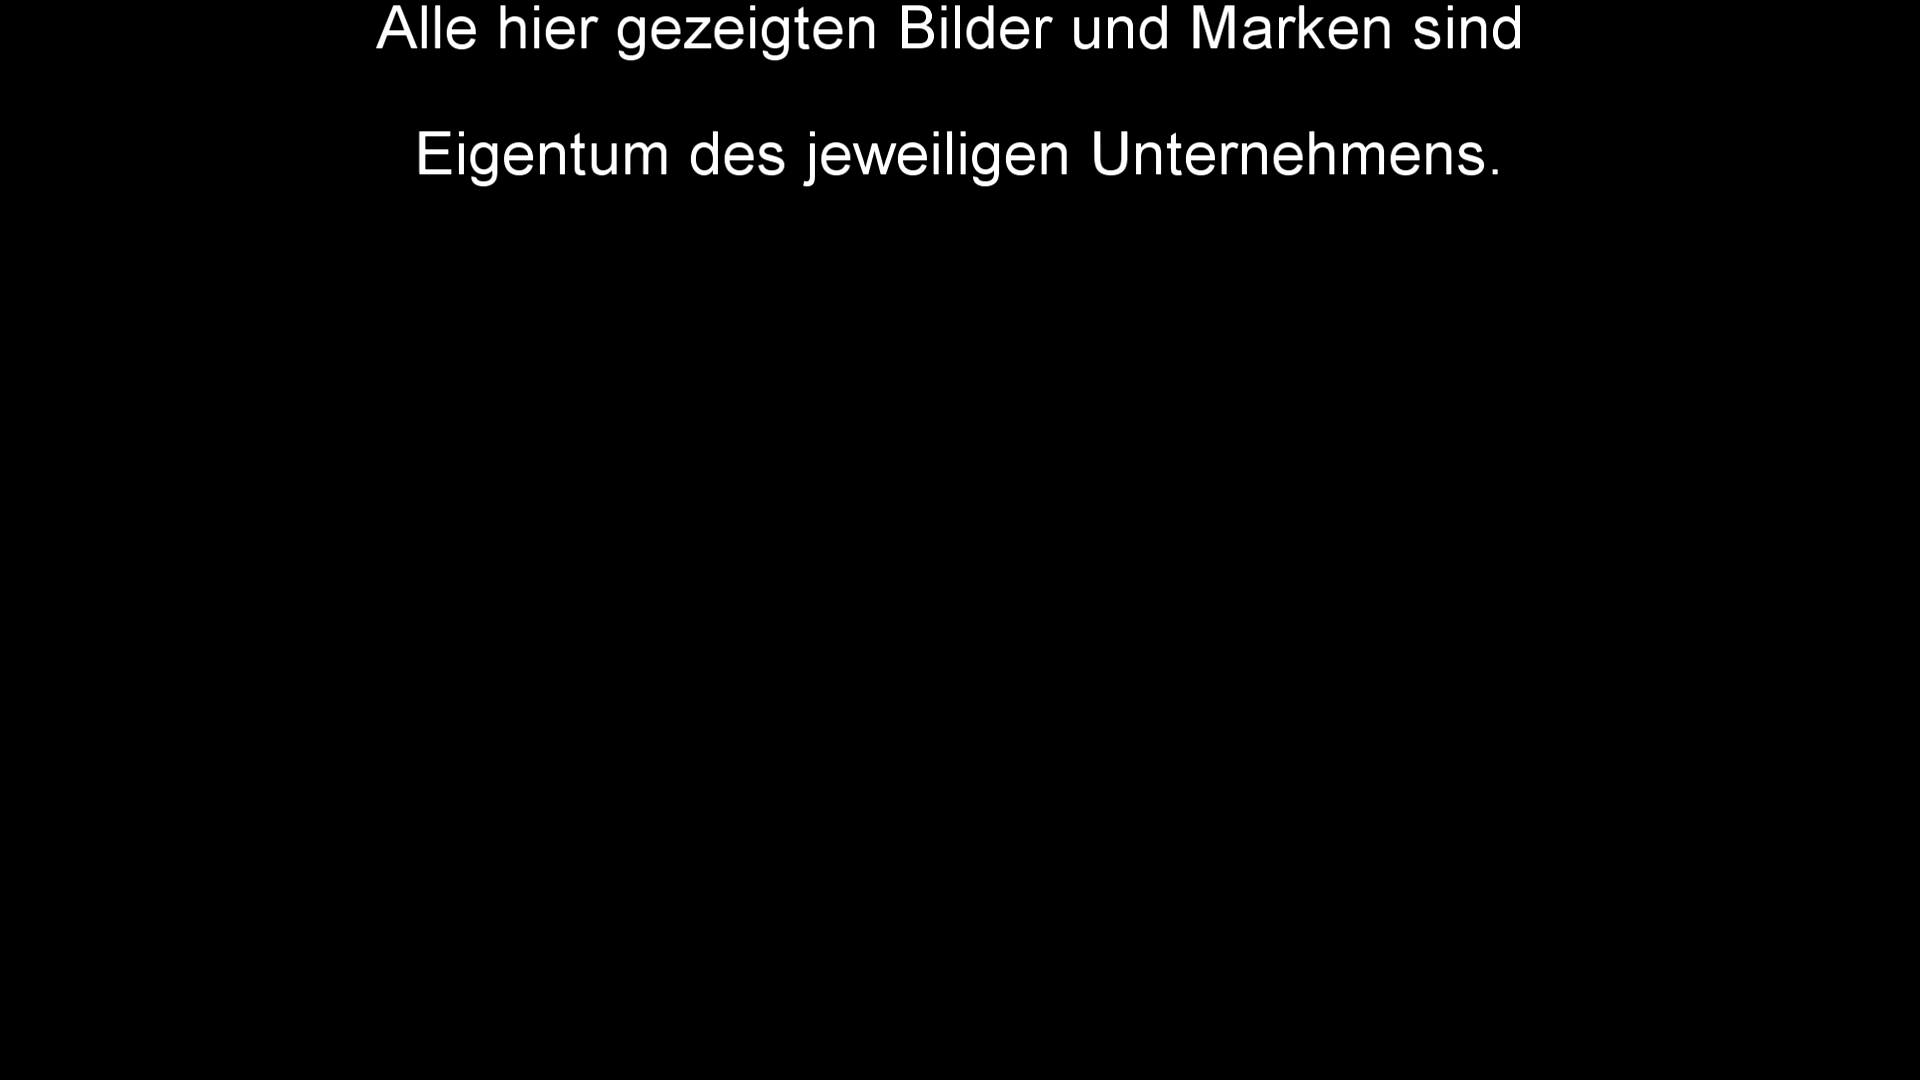 Alle hier gezeigten Bilder und Marken sind
Eigentum des jeweiligen Unternehmens.